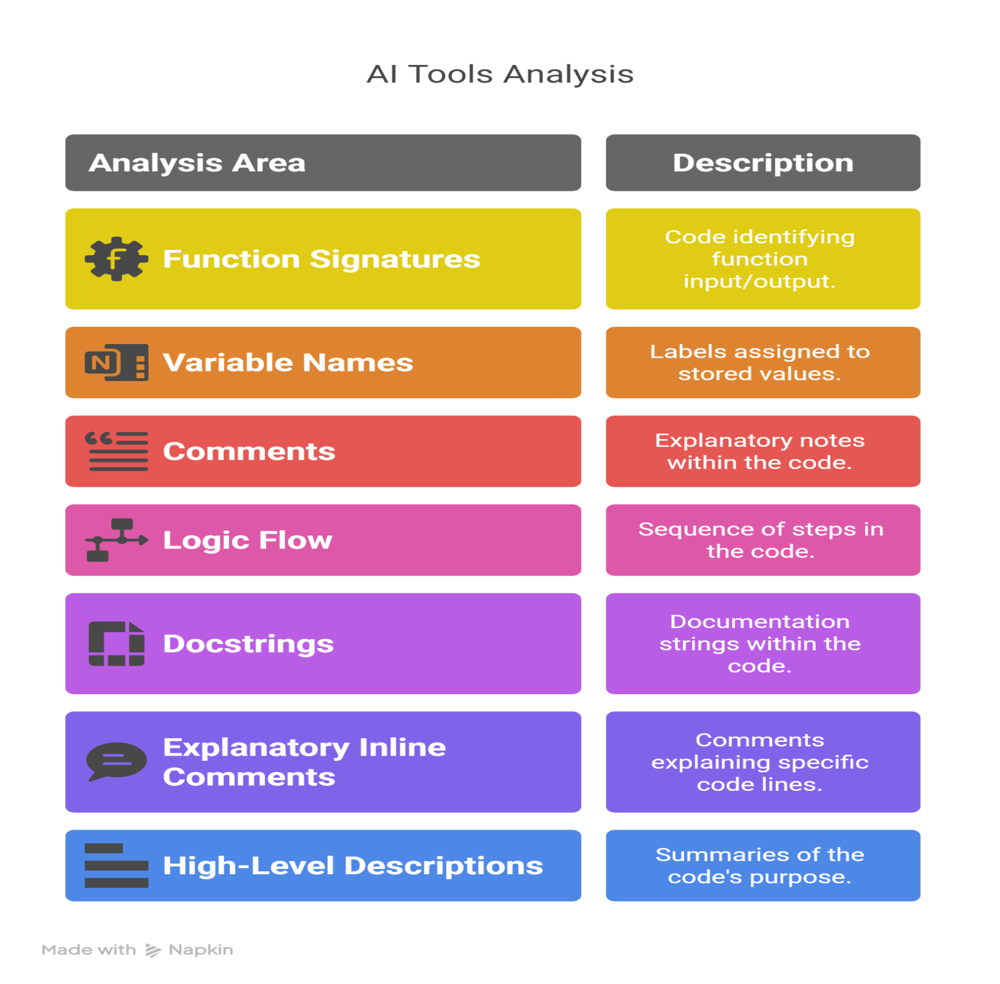 AI Tools Analysis
Analysis Area
Description
Function Signatures
Code identifying
function
input/output.
Variable Names
Labels assigned to
stored values.
Comments
Explanatory notes
within the code.
Logic Flow
Sequence of steps in
the code.
Docstrings
Documentation
strings within the
code.
Explanatory Inline
Comments
Comments
explaining specific
code lines.
High-Level Descriptions
Summaries of the
code's purpose.
Made with Napkin